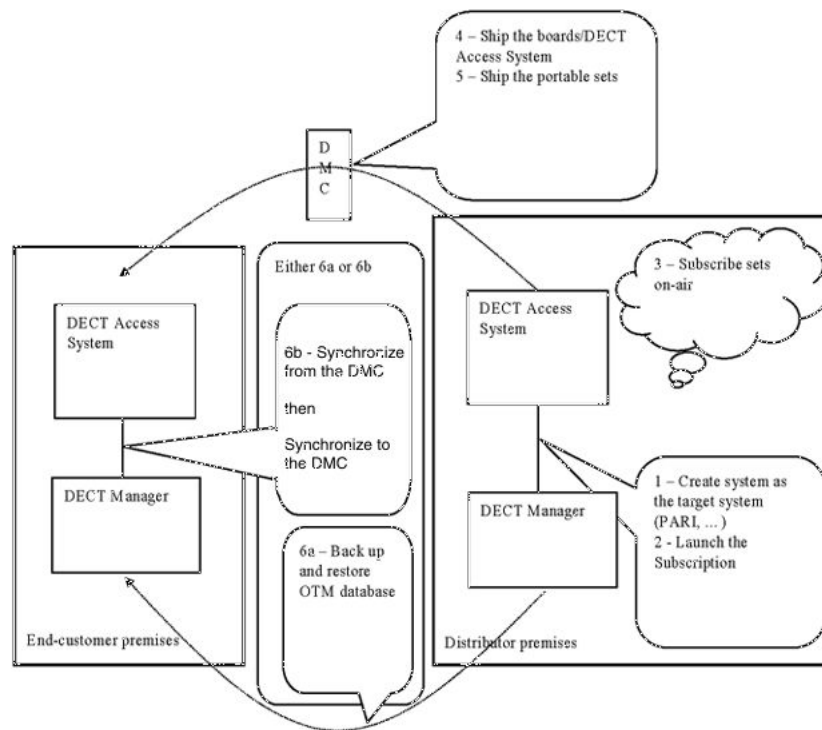 4 – Ship the boards/DECT
Access System
5 – Ship the portable sets
D
M
C
Either 6a or 6b
3 – Subscribe sets
on-air
DECT Access
System
6b - Synchronize
from the DMC
then
Synchronize to
the DMC
DECT Access
System
DECT Manager
DECT Manager
1 – Create system as
the target system
(PARI, ... )
2 - Launch the
Subscription
6a – Back up
and restore
OTM database
End-customer premises
Distributor premises